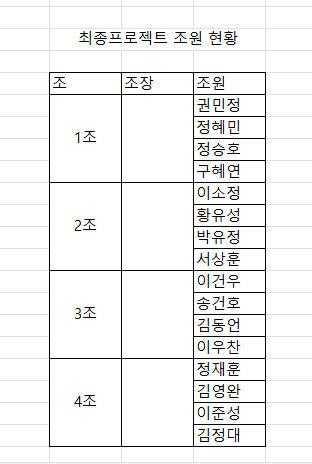 최종프로젝트 조원 현황
조 조장 조원
1조
권민정
정혜민
정승호
구혜연
2조
이소정
황유성
박유정
서상훈
3조
이건우
송건호
김동언
이우찬
4조
정재훈
김영완
이준성
김정대